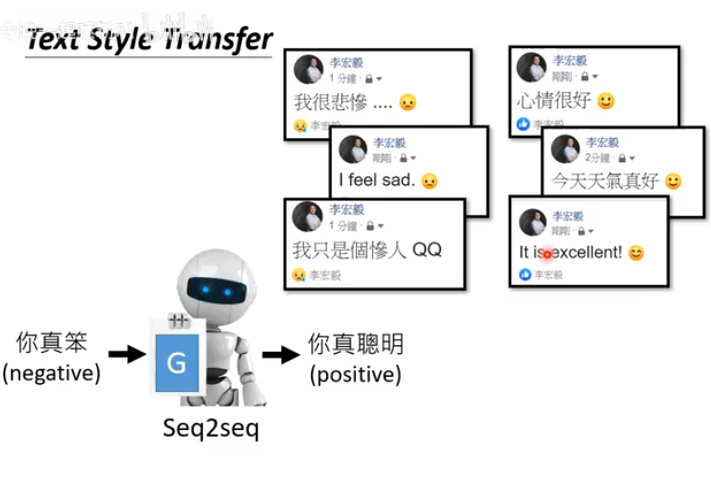 Text Style Transfer
李宏毅
1 分鐘
我很悲慘 .... 😟
😢 李宏毅
李宏毅
剛剛
I feel sad. 😟
李宏毅
1 分鐘
我只是個慘人 QQ
😢 李宏毅
李宏毅
剛剛
心情很好 🙂
李宏毅
李宏毅
2分鐘
今天天氣真好 🙂
李宏毅
剛剛
It is excellent! 😊
李宏毅
你真笨
(negative)
G
你真聰明
(positive)
Seq2seq